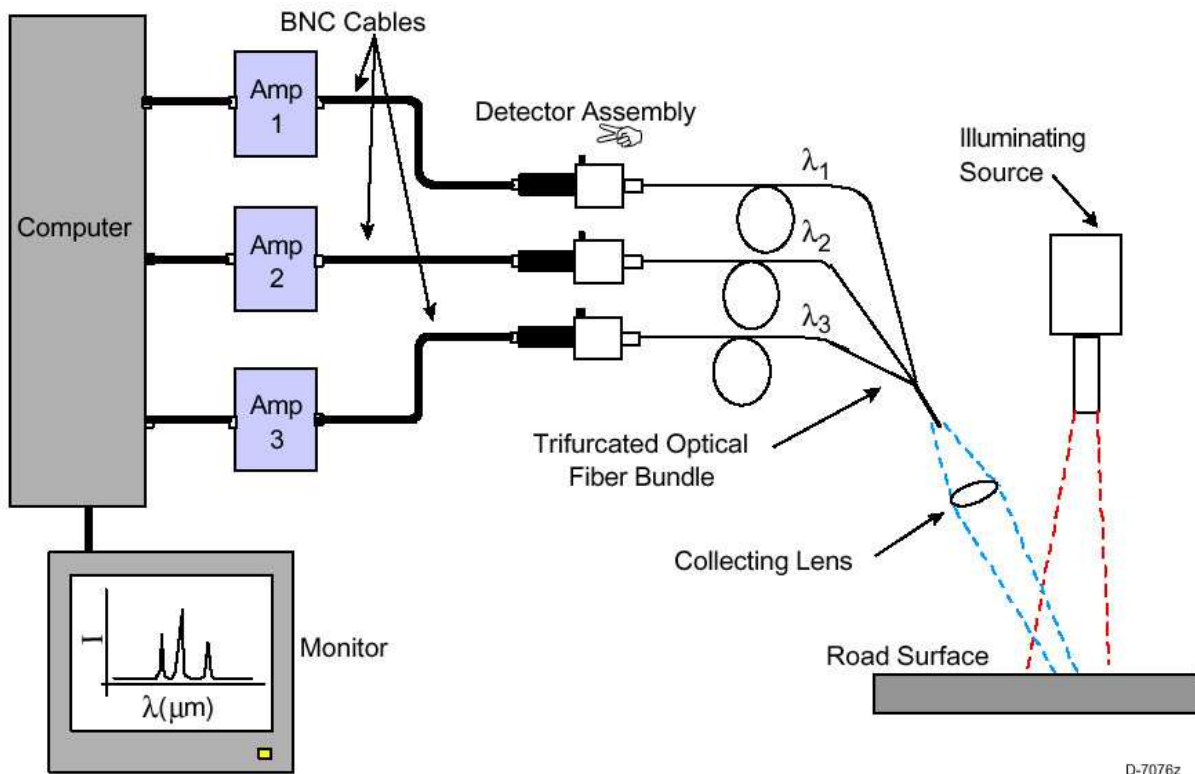 BNC Cables
Amp
1
Detector Assembly
Illuminating
Source
λ1
Computer
Amp
2
λ2
λ3
Amp
3
Trifurcated Optical
Fiber Bundle
Collecting Lens
I
λ(μm)
Monitor
Road Surface
D-7076z